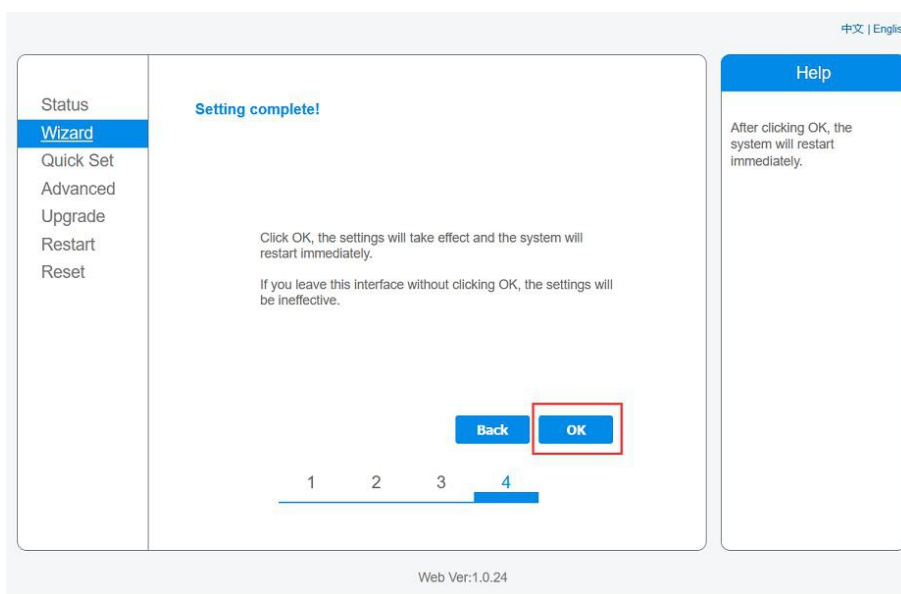 中文 | Englis
Status
Wizard
Quick Set
Advanced
Upgrade
Restart
Reset
Setting complete!
Click OK, the settings will take effect and the system will
restart immediately.
If you leave this interface without clicking OK, the settings will
be ineffective.
Back OK
1 2 3 4
Help
After clicking OK, the
system will restart
immediately.
Web Ver:1.0.24